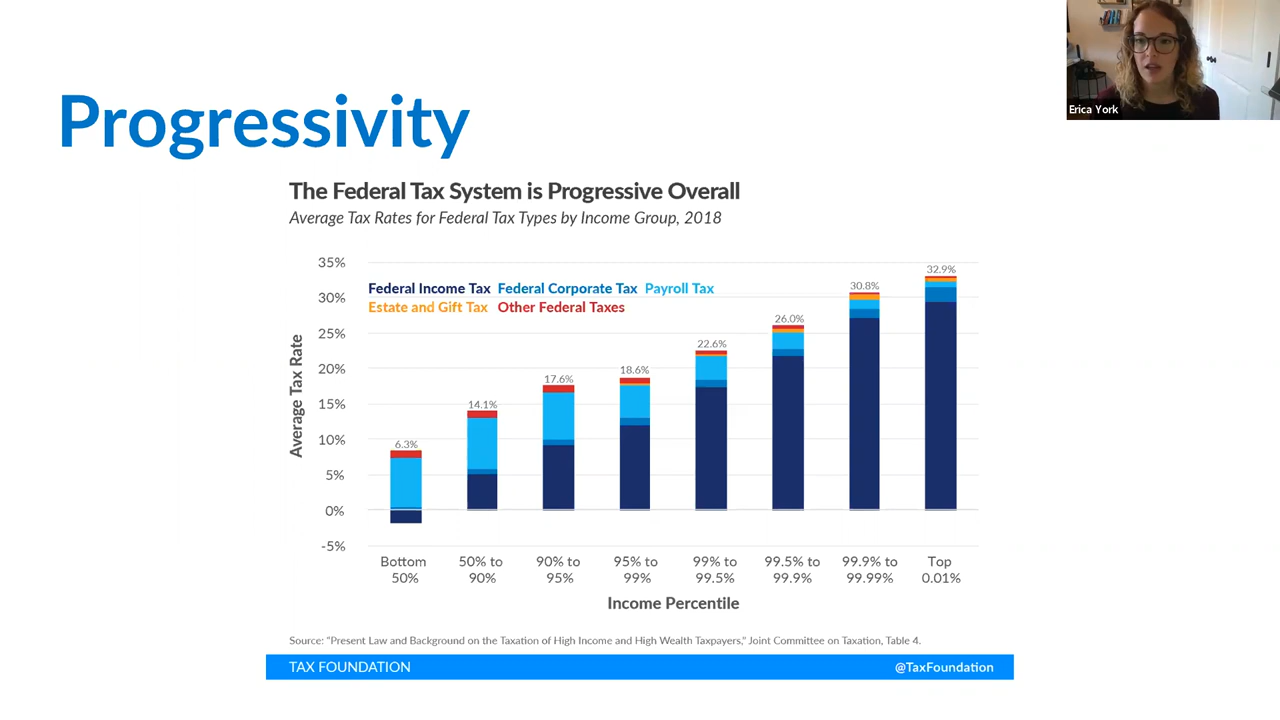 Erica York
Progressivity
The Federal Tax System is Progressive Overall
Average Tax Rates for Federal Tax Types by Income Group, 2018
Federal Income Tax Federal Corporate Tax Payroll Tax
Estate and Gift Tax Other Federal Taxes
Average Tax Rate
35%
30%
25%
20%
15%
10%
5%
0%
-5%
6.3%
14.1%
17.6%
18.6%
22.6%
26.0%
30.8%
32.9%
Bottom
50%
50% to
90%
90% to
95%
95% to
99%
99% to
99.5%
99.5% to
99.9%
99.9% to
99.99%
Top
0.01%
Income Percentile
Source: "Present Law and Background on the Taxation of High Income and High Wealth Taxpayers," Joint Committee on Taxation, Table 4.
TAX FOUNDATION
@TaxFoundation